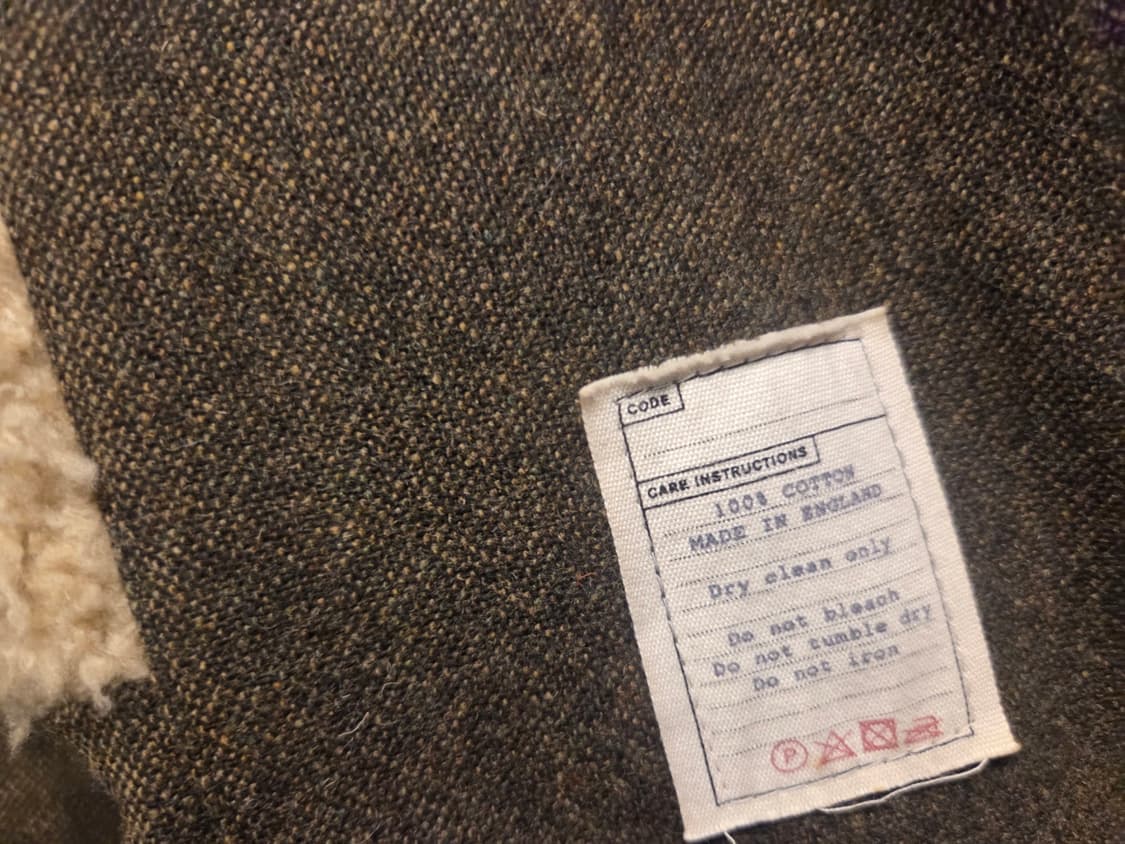 CODE
CARE INSTRUCTIONS
100% COTTON
MADE IN ENGLAND
Dry clean only
Do not bleach
Do not tumble dry
Do not iron
P